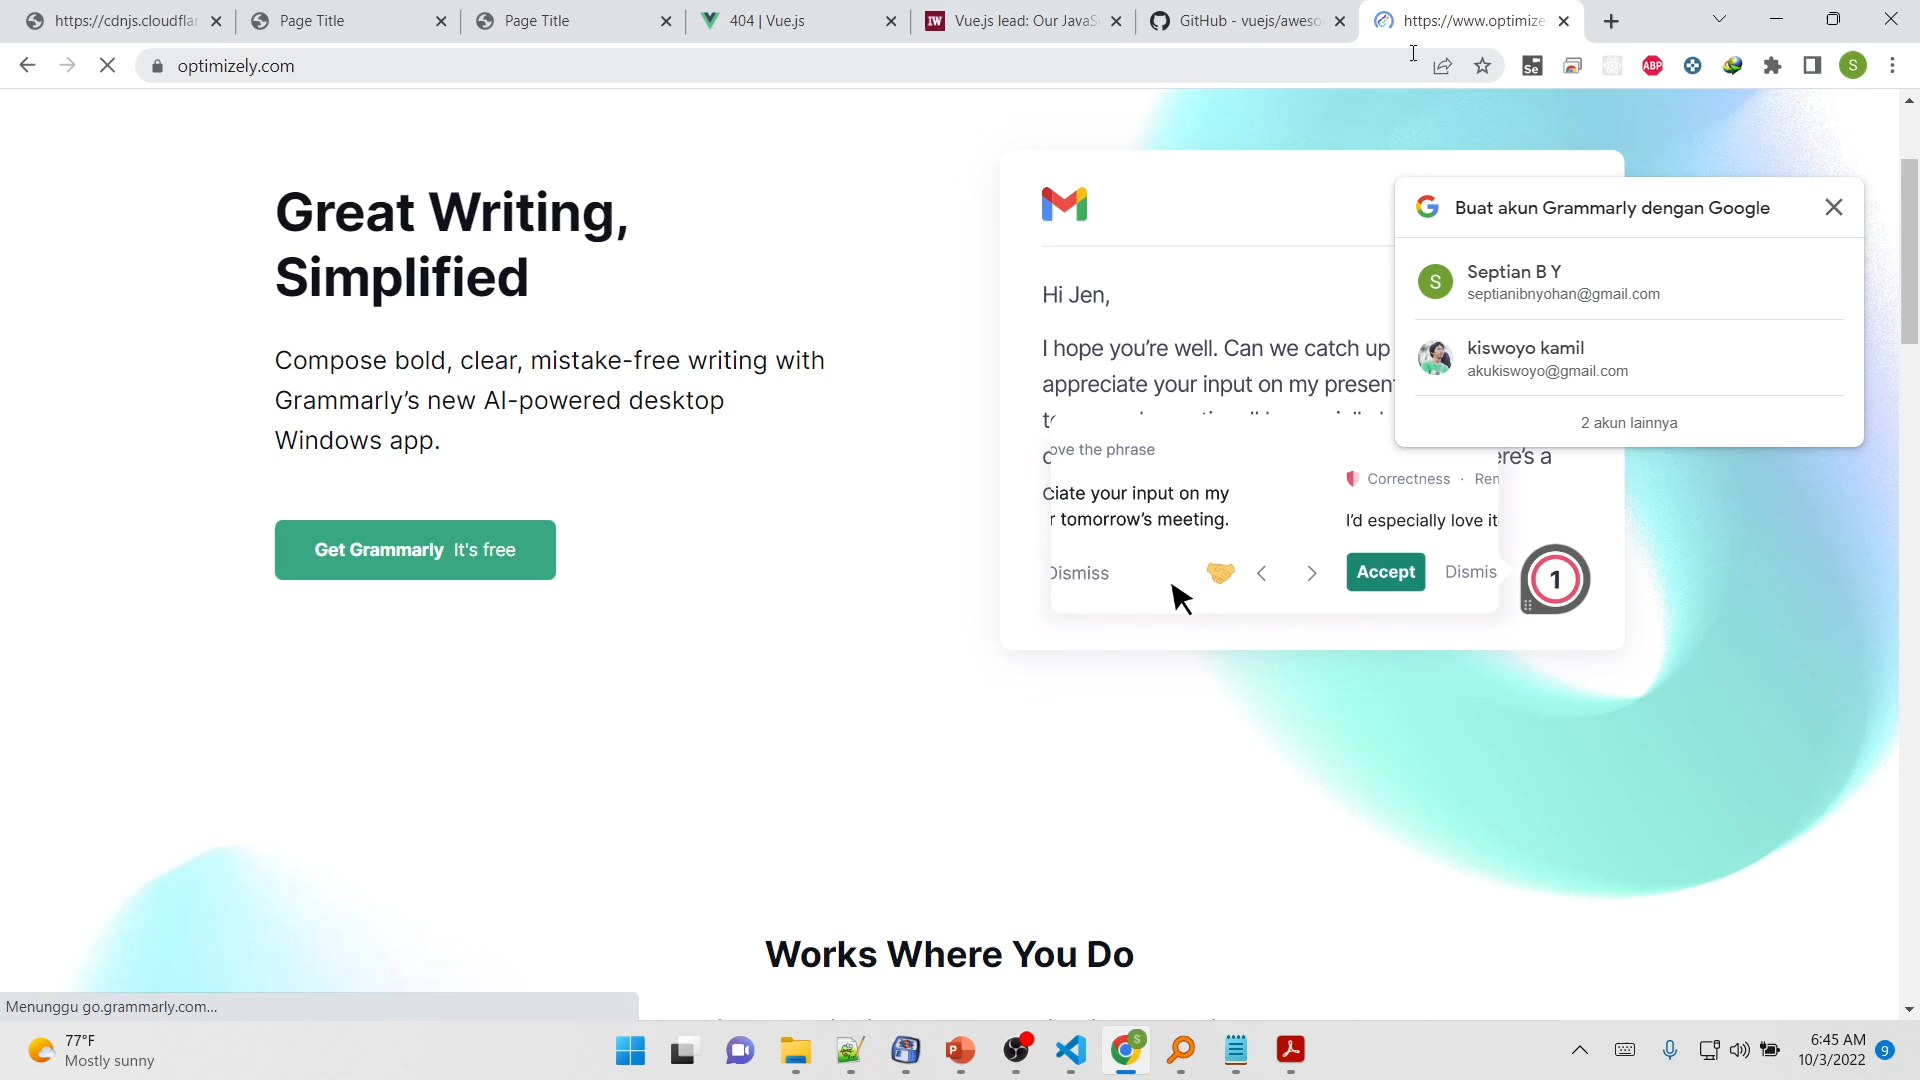 https://cdnjs.cloudflar
Page Title
Page Title
404 | Vue.js
Vue.js lead: Our JavaS
GitHub - vuejs/aweso
https://www.optimize
optimizely.com
Se
ABP
S
Great Writing,
Simplified
Compose bold, clear, mistake-free writing with
Grammarly's new AI-powered desktop
Windows app.
Get Grammarly It's free
Hi Jen,
I hope you're well. Can we catch up
appreciate your input on my presen
ove the phrase
ciate your input on my
r tomorrow's meeting.
Dismiss
ere's a
Correctness · Ren
I'd especially love it
Accept
Dismis
1
Buat akun Grammarly dengan Google
S
Septian B Y
septianibnyohan@gmail.com
kiswoyo kamil
akukiswoyo@gmail.com
2 akun lainnya
Works Where You Do
Menunggu go.grammarly.com...
77°F
Mostly sunny
6:45 AM
10/3/2022
9